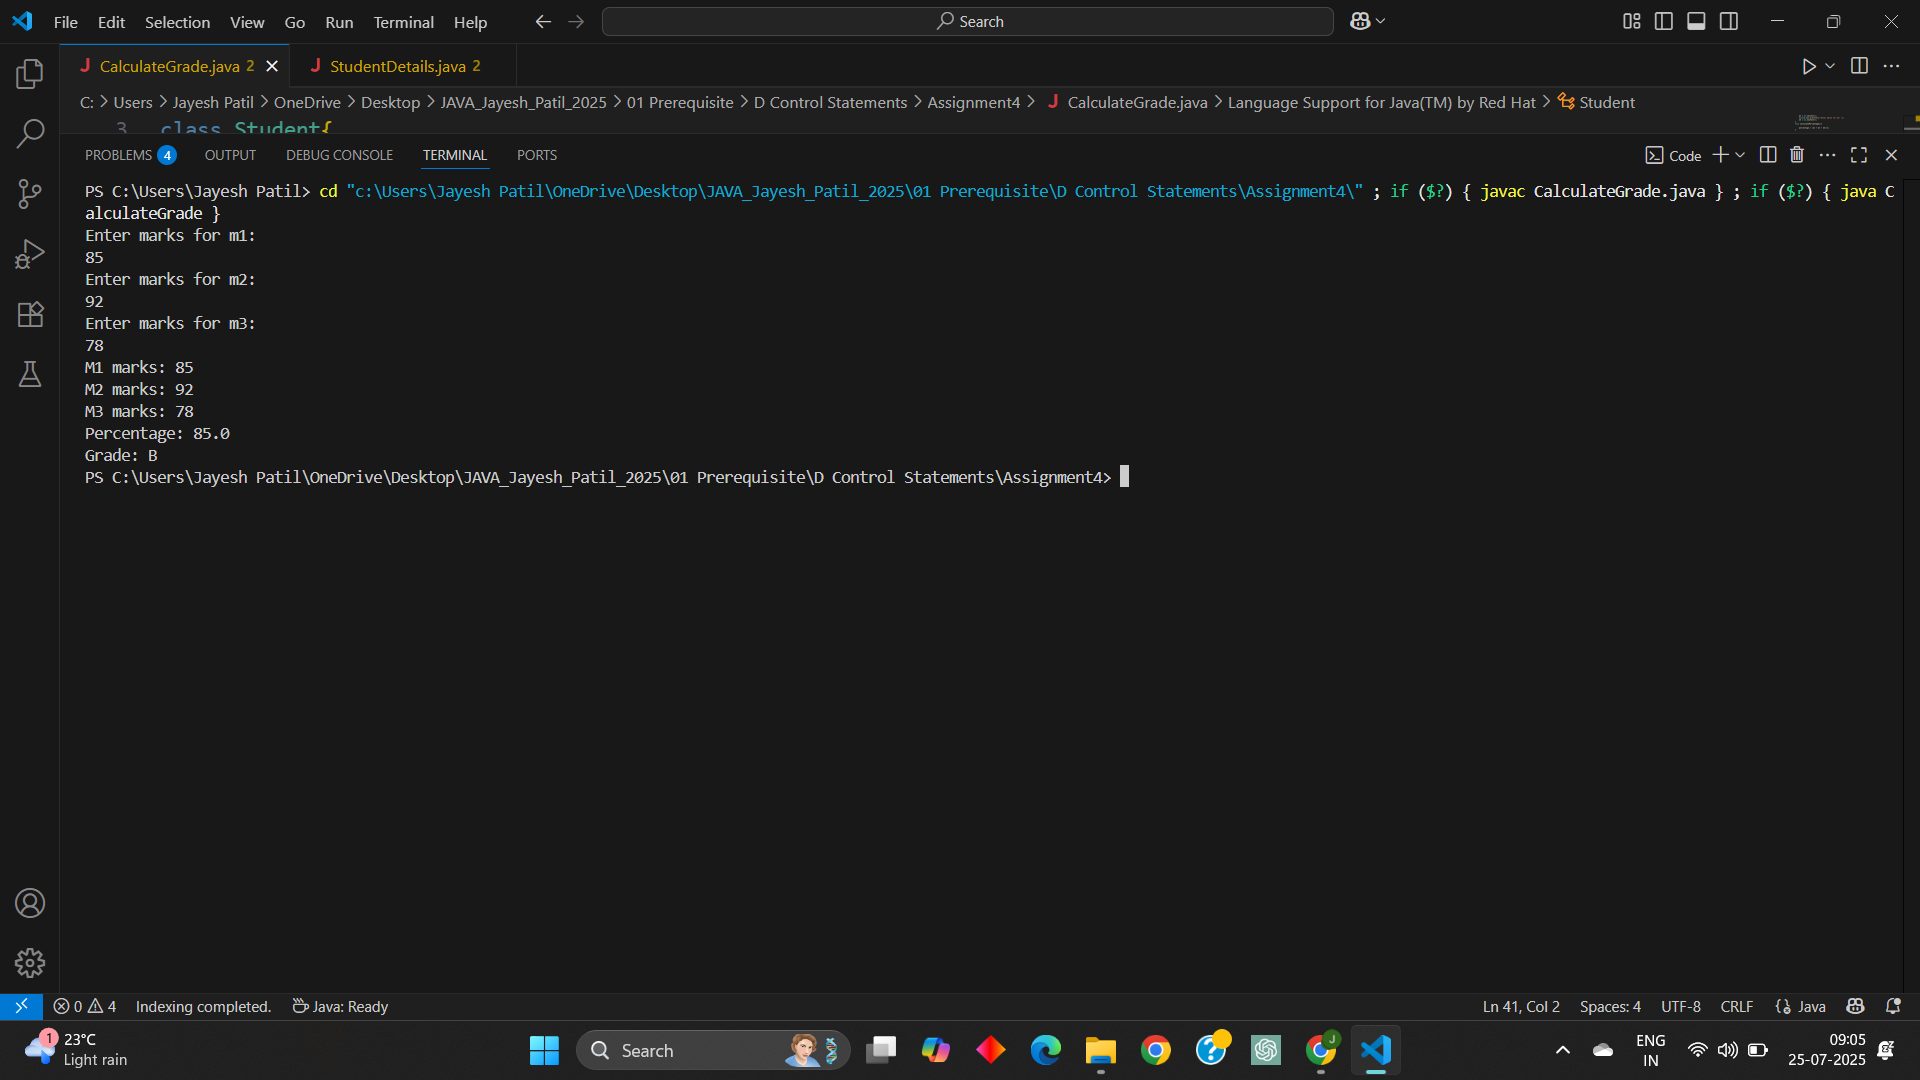 File Edit Selection View Go Run Terminal Help
Search
CalculateGrade.java 2
StudentDetails.java 2
C: > Users > Jayesh Patil > OneDrive > Desktop > JAVA_Jayesh_Patil_2025 > 01 Prerequisite > D Control Statements > Assignment4 > J CalculateGrade.java > Language Support for Java(TM) by Red Hat > Student
3 class Student{
PROBLEMS 4 OUTPUT DEBUG CONSOLE TERMINAL PORTS
Code
PS C:\Users\Jayesh Patil> cd "c:\Users\Jayesh Patil\OneDrive\Desktop\JAVA_Jayesh_Patil_2025\01 Prerequisite\D Control Statements\Assignment4\" ; if ($?) { javac CalculateGrade.java } ; if ($?) { java C
alculateGrade }
Enter marks for m1:
85
Enter marks for m2:
92
Enter marks for m3:
78
M1 marks: 85
M2 marks: 92
M3 marks: 78
Percentage: 85.0
Grade: B
PS C:\Users\Jayesh Patil\OneDrive\Desktop\JAVA_Jayesh_Patil_2025\01 Prerequisite\D Control Statements\Assignment4>
0 4 Indexing completed. Java: Ready
Ln 41, Col 2 Spaces: 4 UTF-8 CRLF Java
1
23°C
Light rain
Search
J
ENG
IN
09:05
25-07-2025